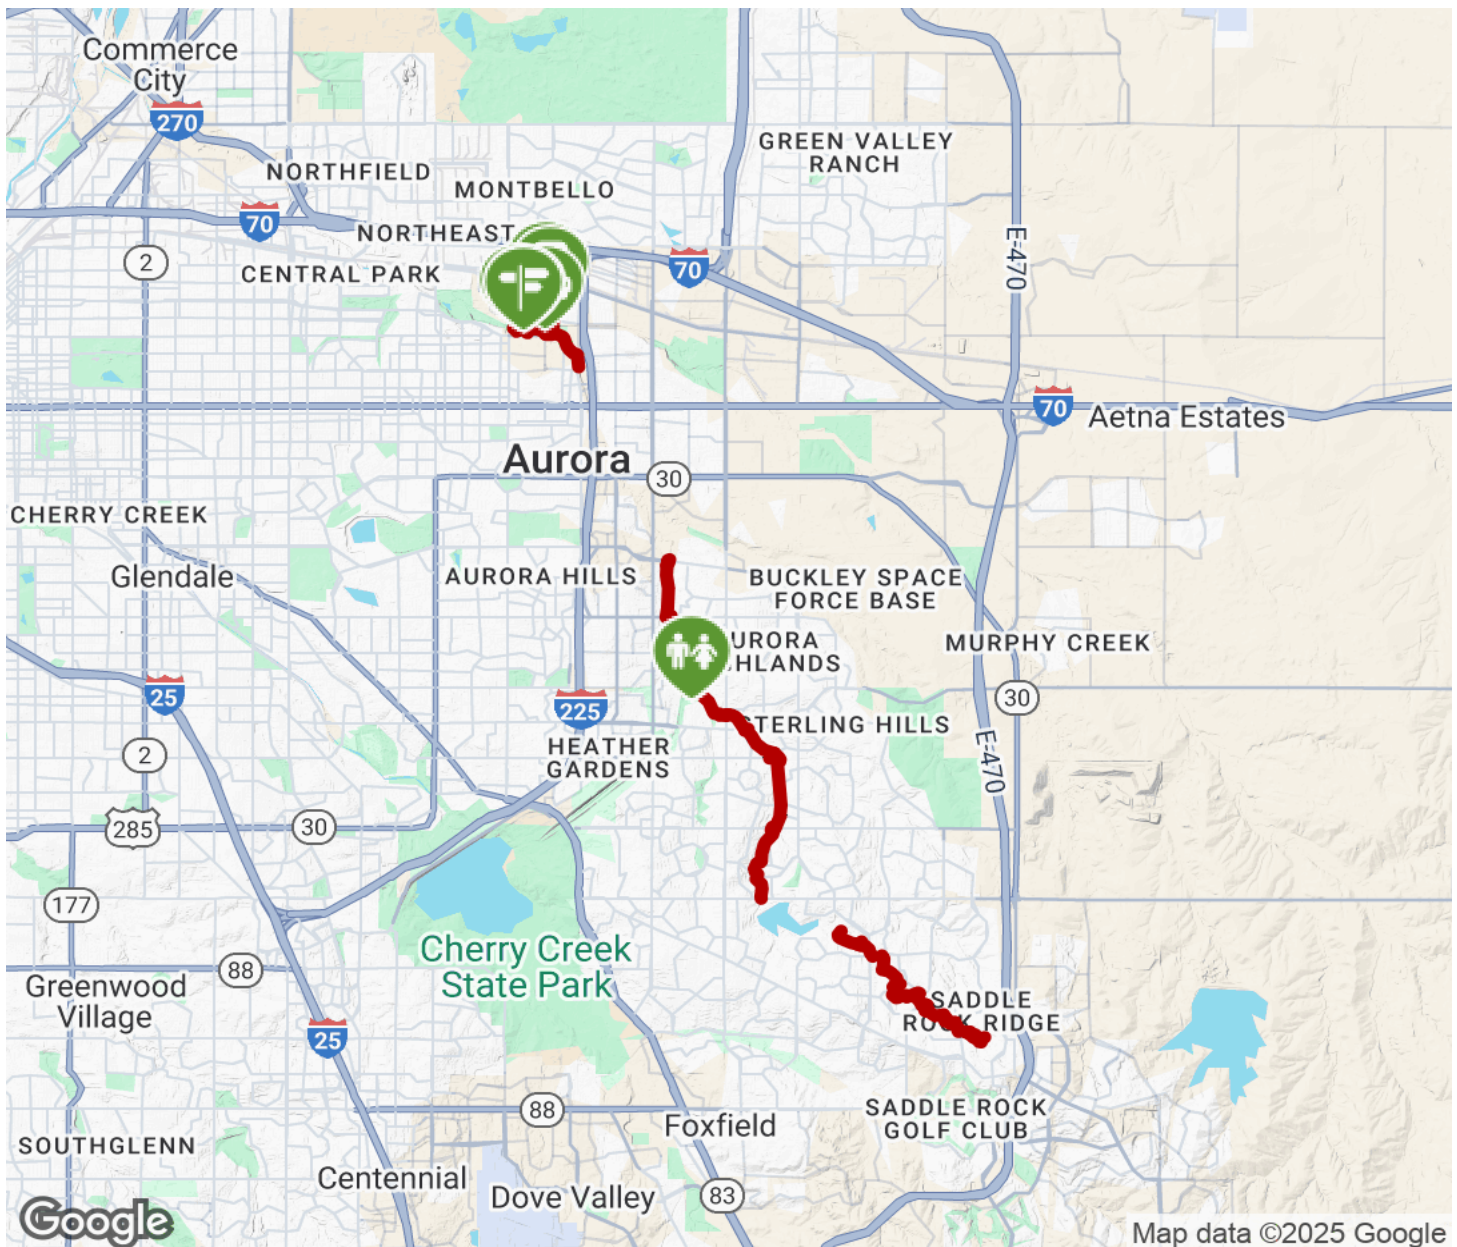 Commerce
City
270
GREEN VALLEY
RANCH
NORTHFIELD
MONTBELLO
70
NORTHEAST
E-470
2
CENTRAL PARK
70
70
Aetna Estates
Aurora
30
CHERRY CREEK
Glendale
AURORA HILLS
BUCKLEY SPACE
FORCE BASE
URORA
HLANDS
MURPHY CREEK
25
225
30
STERLING HILLS
2
HEATHER
GARDENS
E-470
285
30
177
Cherry Creek
State Park
88
Greenwood
Village
SADDLE
ROCK RIDGE
25
88
SADDLE ROCK
GOLF CLUB
Foxfield
SOUTHGLENN
Centennial
Dove Valley
83
Google
Map data ©2025 Google